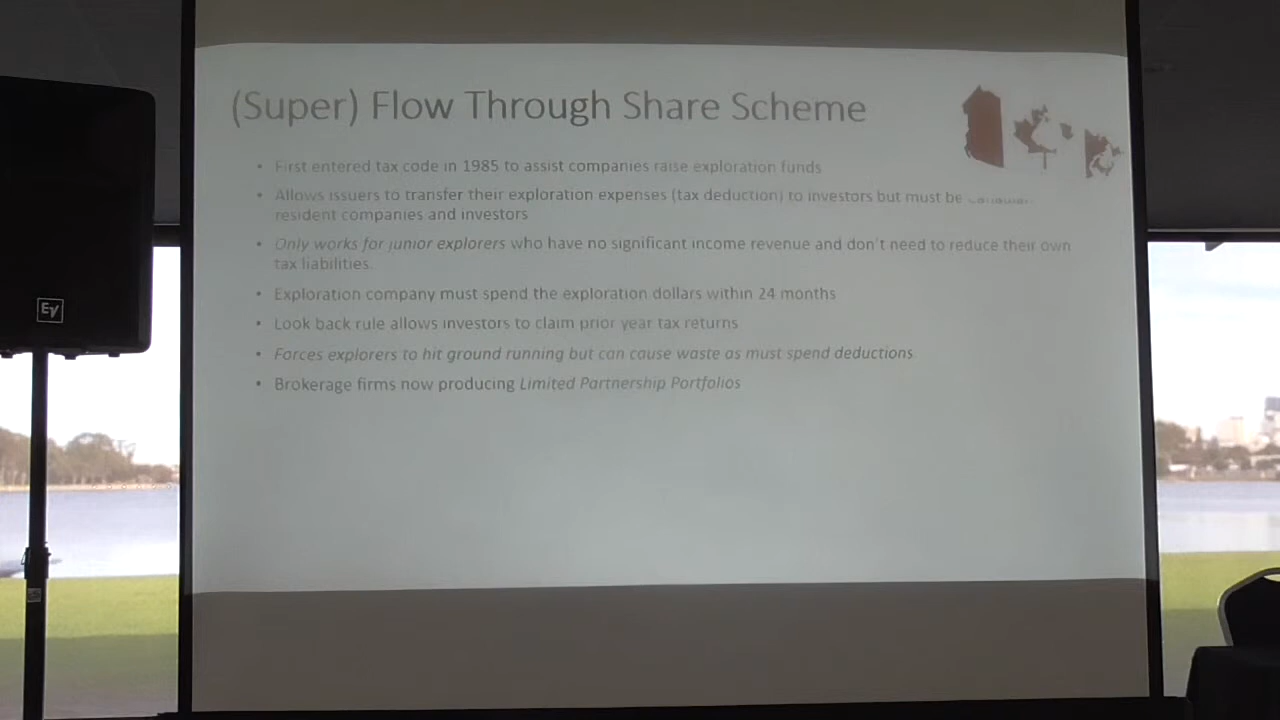 (Super) Flow Through Share Scheme
• First entered tax code in 1985 to assist companies raise exploration funds
• Allows issuers to transfer their exploration expenses (tax deduction) to investors but must be
resident companies and investors
• Only works for junior explorers who have no significant income revenue and don't need to reduce their own
tax liabilities.
• Exploration company must spend the exploration dollars within 24 months
• Look back rule allows investors to claim prior year tax returns
• Forces explorers to hit ground running but can cause waste as must spend deductions
• Brokerage firms now producing Limited Partnership Portfolios
EV